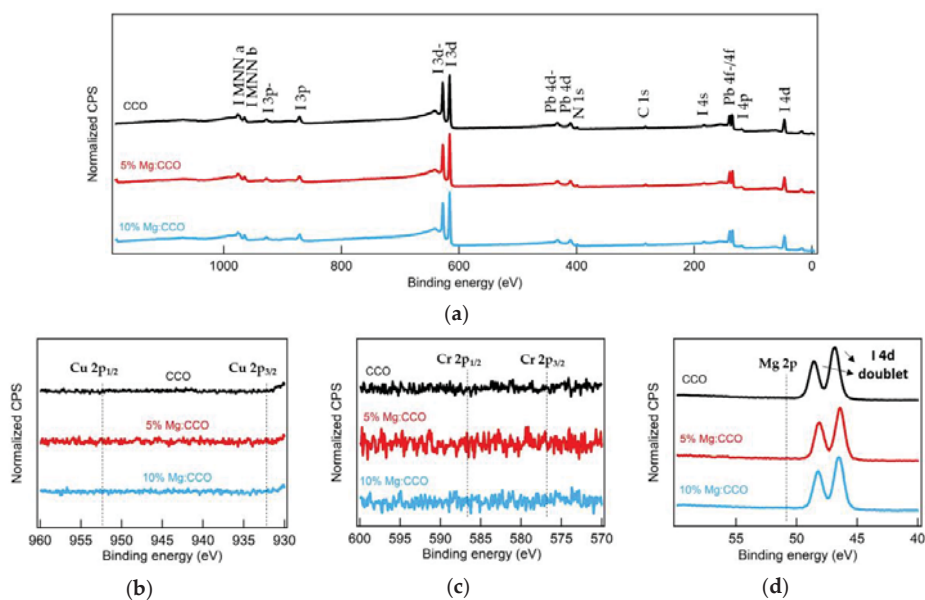 I MNN a
I MNN b
I 3p-
I 3p
I 3d-
I 3d
Pb 4d-
Pb 4d
N 1s
C 1s
I 4s
Pb 4f-/4f
I 4p
I 4d
CCO
5% Mg:CCO
10% Mg:CCO
Normalized CPS
1000 800 600 400 200 0
Binding energy (eV)
(a)
Cu 2p1/2 CCO Cu 2p3/2
5% Mg:CCO
10% Mg:CCO
Normalized CPS
960 955 950 945 940 935 930
Binding energy (eV)
(b)
Cr 2p1/2 Cr 2p3/2
CCO
5% Mg:CCO
10% Mg:CCO
Normalized CPS
600 595 590 585 580 575 570
Binding energy (eV)
(c)
I 4d
Mg 2p doublet
CCO
5% Mg:CCO
10% Mg:CCO
Normalized CPS
55 50 45 40
Binding energy (eV)
(d)